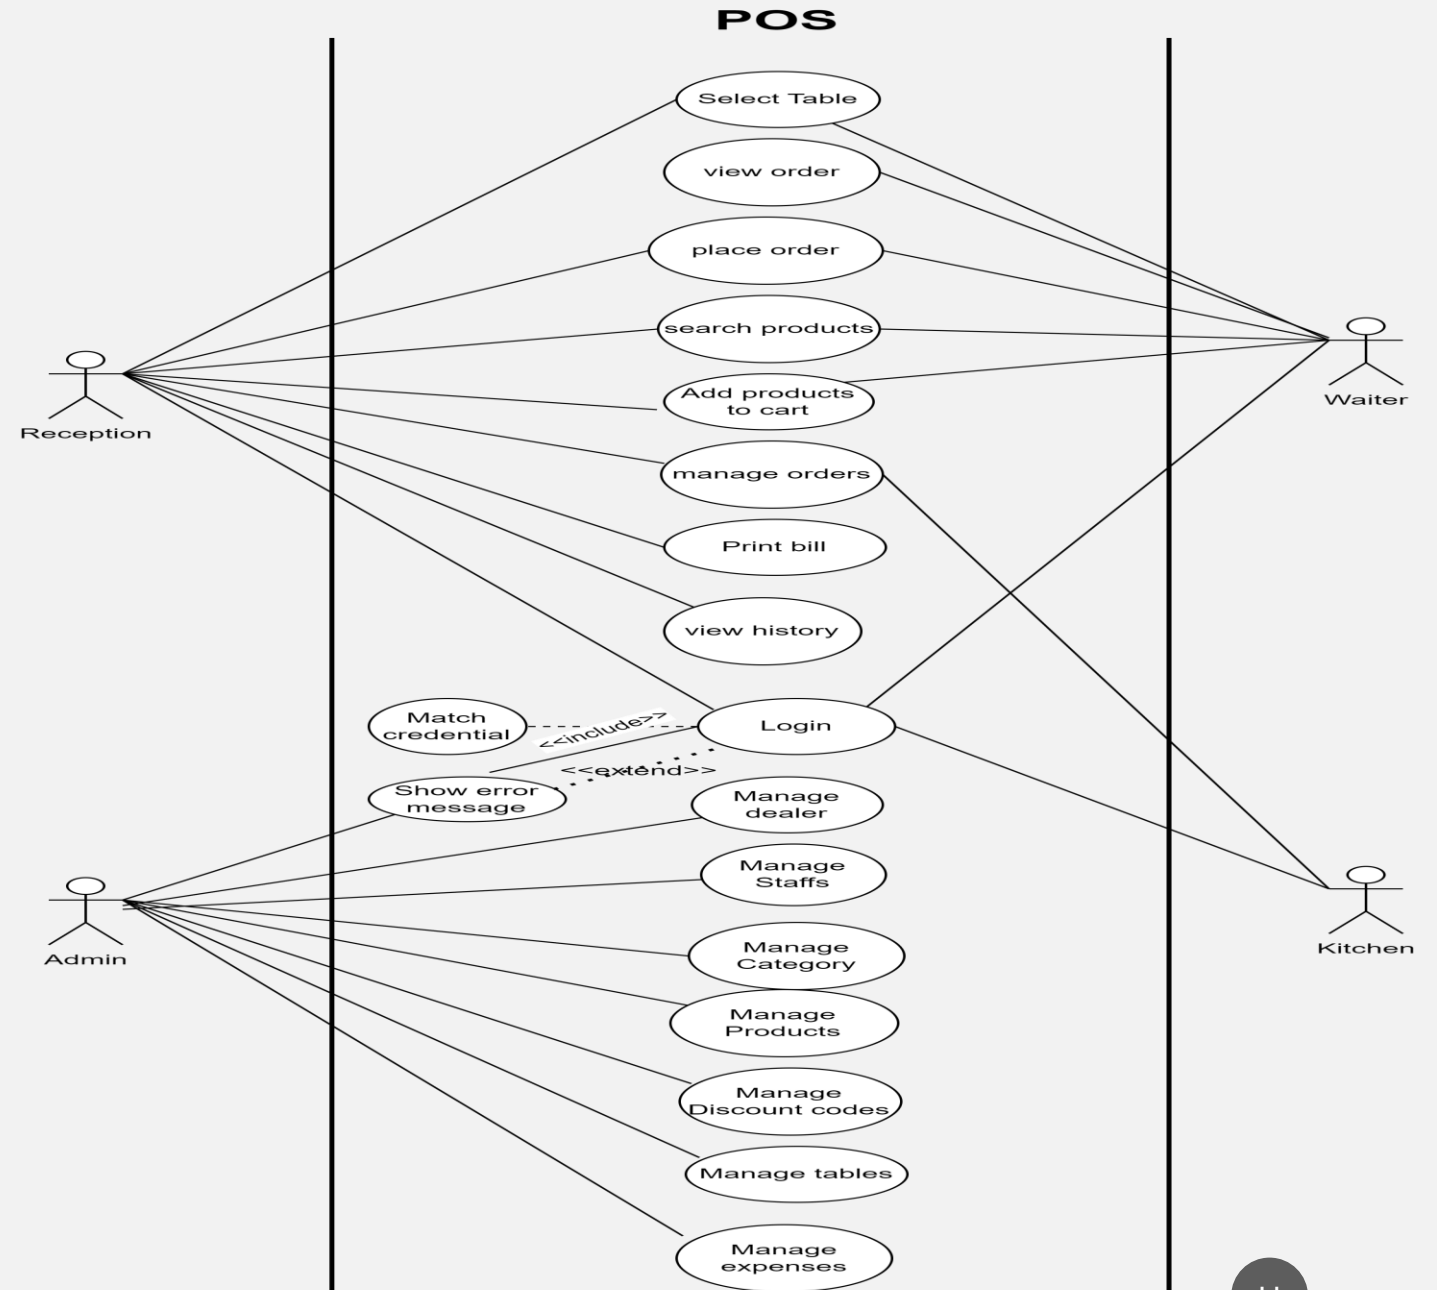 POS
Select Table
view order
place order
search products
Add products
to cart
manage orders
Print bill
view history
Reception
Waiter
Match
credential
<<include>>
Login
<<extend>>
Show error
message
Manage
dealer
Manage
Staffs
Admin
Kitchen
Manage
Category
Manage
Products
Manage
Discount codes
Manage tables
Manage
expenses